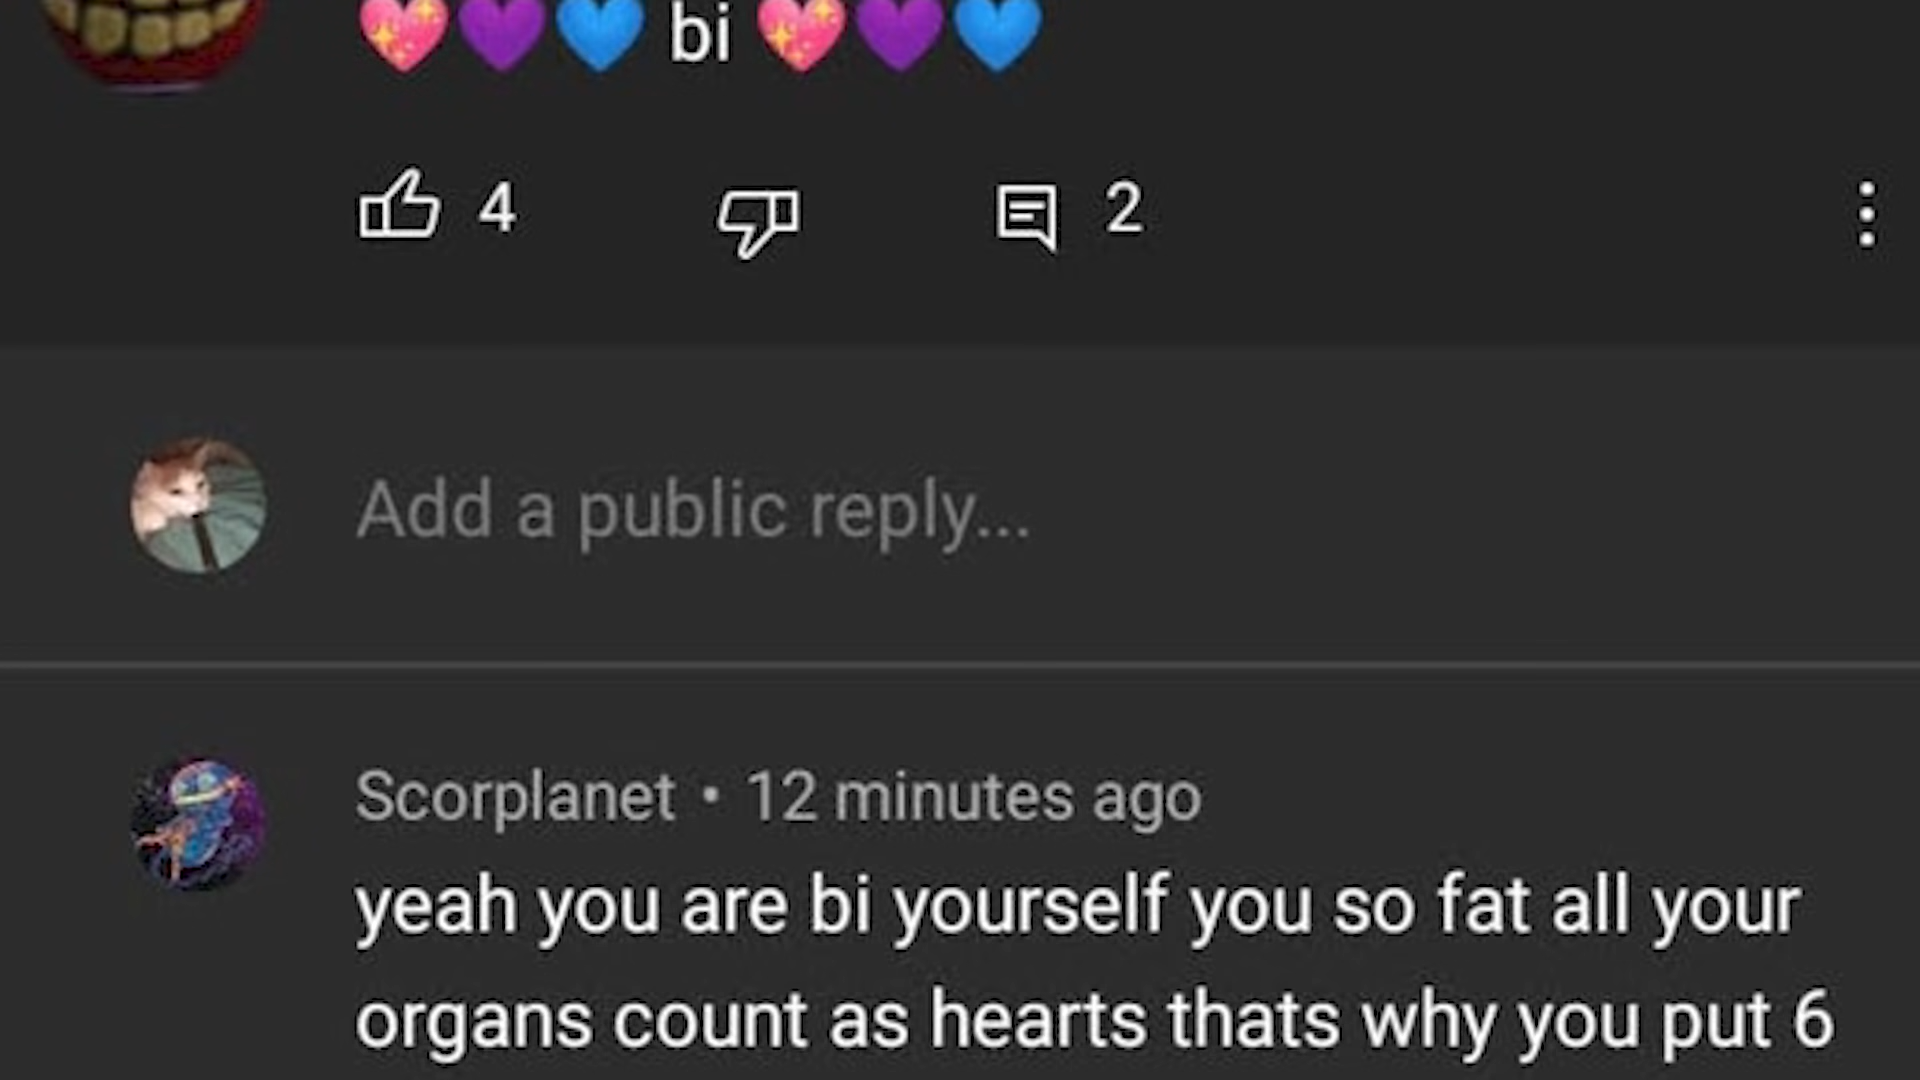 💖💜💙 bi 💖💜💙
4 2
Add a public reply...
Scorplanet • 12 minutes ago
yeah you are bi yourself you so fat all your
organs count as hearts thats why you put 6